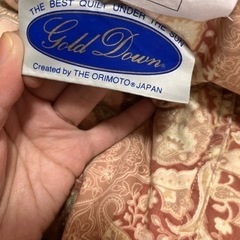 THE BEST QUILT UNDER THE SUN
Gold Down
Created by THE ORIMOTO® JAPAN